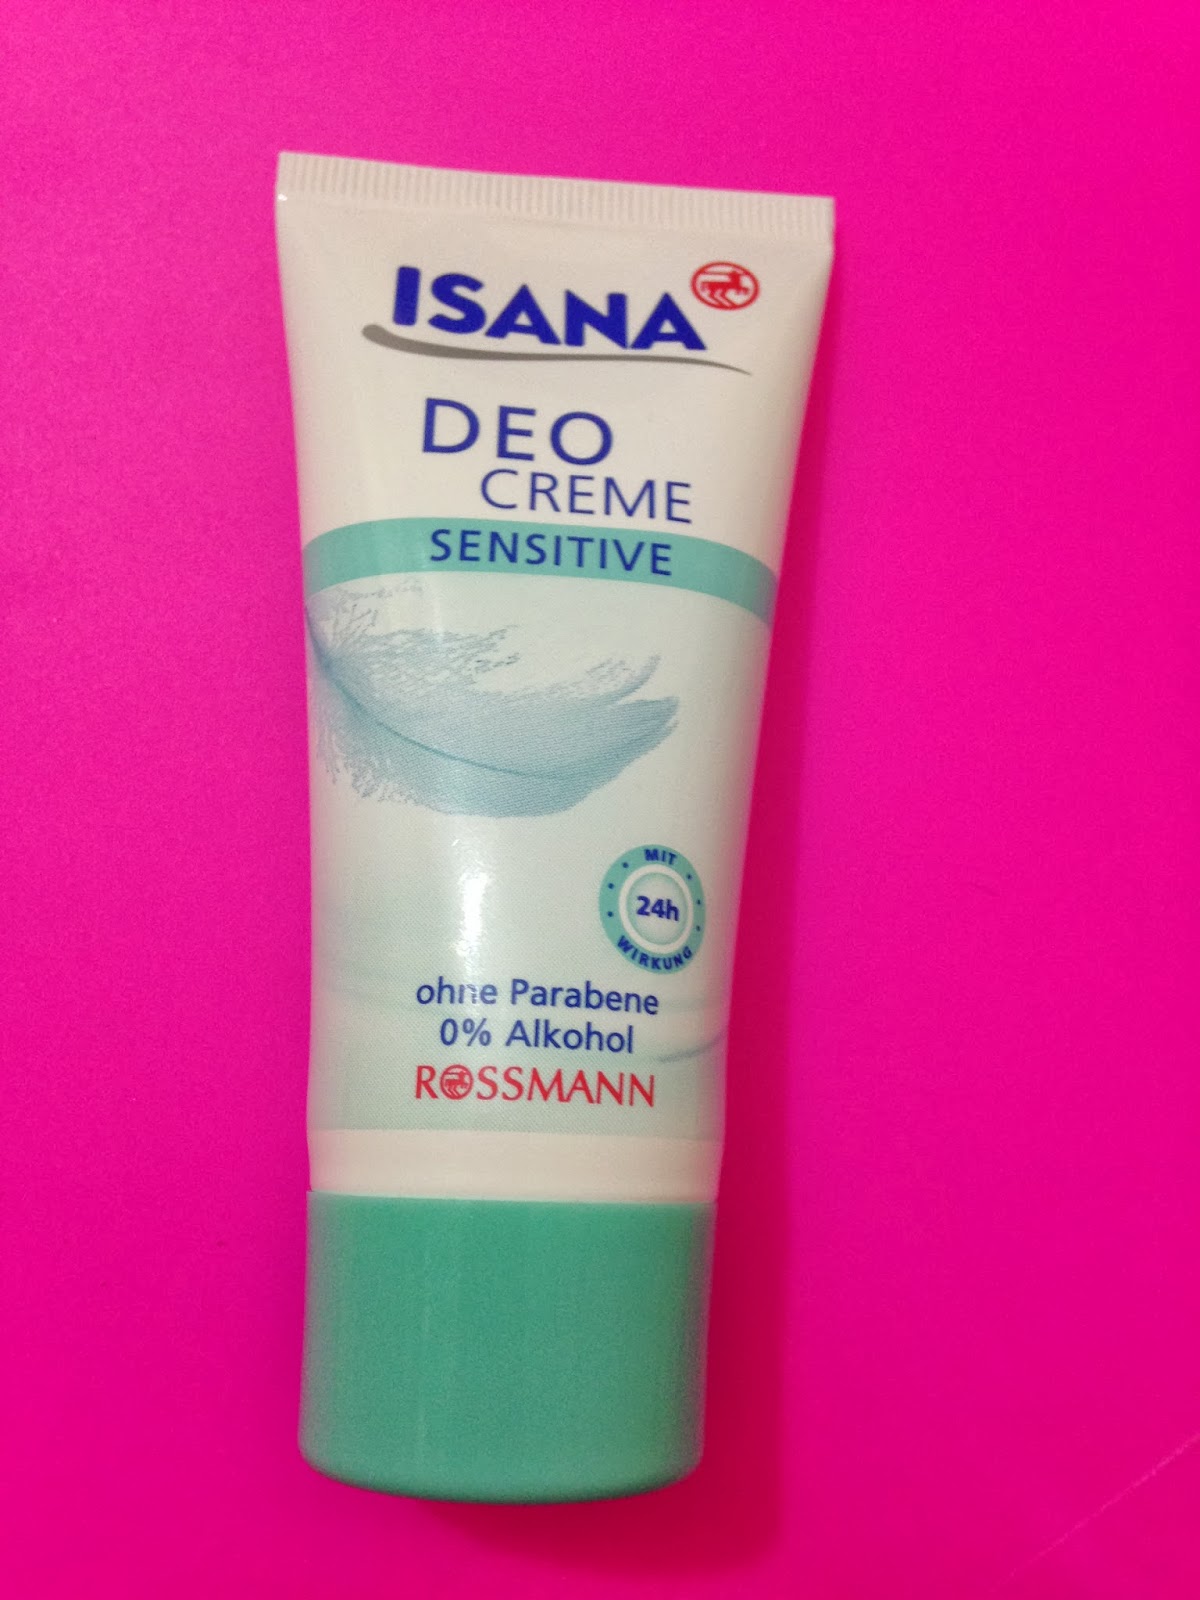 ISANA
DEO
CREME
SENSITIVE
MIT
24h
WIRKUNG
ohne Parabene
0% Alkohol
ROSSMANN